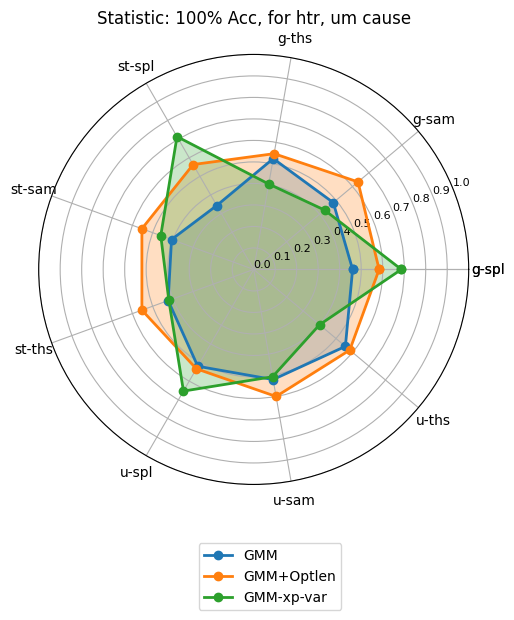 Statistic: 100% Acc, for htr, um cause
g-ths
st-spl
g-sam
1.0
0.9
0.8
0.7
0.6
0.5
0.4
0.3
0.2
0.1
0.0
st-sam
g-spl
st-ths
u-ths
u-spl
u-sam
GMM
GMM+Optlen
GMM-xp-var